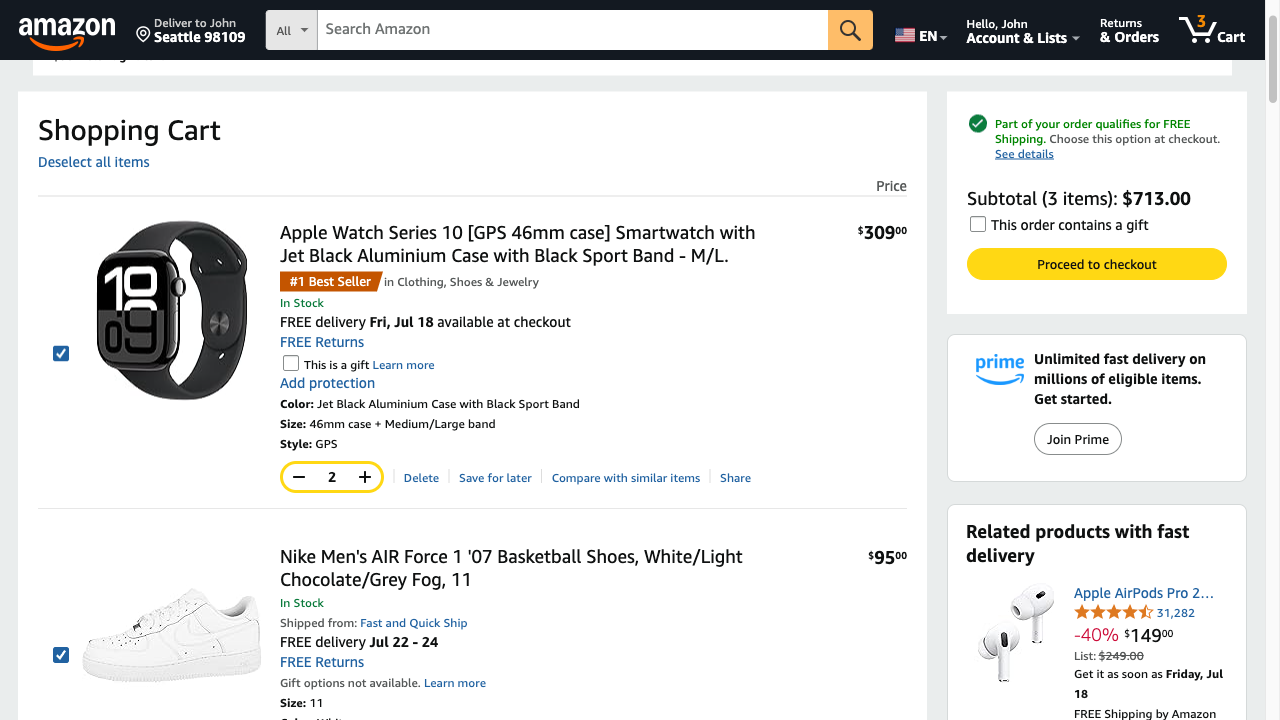 amazon
Deliver to John
Seattle 98109
All
Search Amazon
EN
Hello, John
Account & Lists
Returns
& Orders
3
Cart
Shopping Cart
Deselect all items
Price
Apple Watch Series 10 [GPS 46mm case] Smartwatch with
Jet Black Aluminium Case with Black Sport Band - M/L.
$309.00
#1 Best Seller in Clothing, Shoes & Jewelry
In Stock
FREE delivery Fri, Jul 18 available at checkout
FREE Returns
This is a gift Learn more
Add protection
Color: Jet Black Aluminium Case with Black Sport Band
Size: 46mm case + Medium/Large band
Style: GPS
2
Delete
Save for later
Compare with similar items
Share
Nike Men's AIR Force 1 '07 Basketball Shoes, White/Light
Chocolate/Grey Fog, 11
$95.00
In Stock
Shipped from: Fast and Quick Ship
FREE delivery Jul 22 - 24
FREE Returns
Gift options not available. Learn more
Size: 11
Part of your order qualifies for FREE
Shipping. Choose this option at checkout.
See details
Subtotal (3 items): $713.00
This order contains a gift
Proceed to checkout
prime
Unlimited fast delivery on
millions of eligible items.
Get started.
Join Prime
Related products with fast
delivery
Apple AirPods Pro 2…
31,282
-40% $149.00
List: $249.00
Get it as soon as Friday, Jul
18
FREE Shipping by Amazon